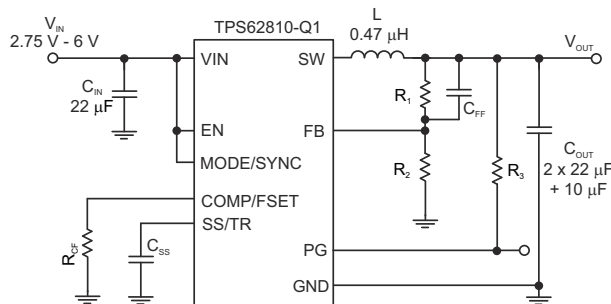 TPS62810-Q1
V_IN
2.75 V - 6 V
C_IN
22 μF
VIN
EN
MODE/SYNC
COMP/FSET
SS/TR
R_CF
C_SS
SW
FB
PG
GND
L
0.47 μH
R_1
C_FF
R_2
R_3
V_OUT
C_OUT
2 x 22 μF
+ 10 μF